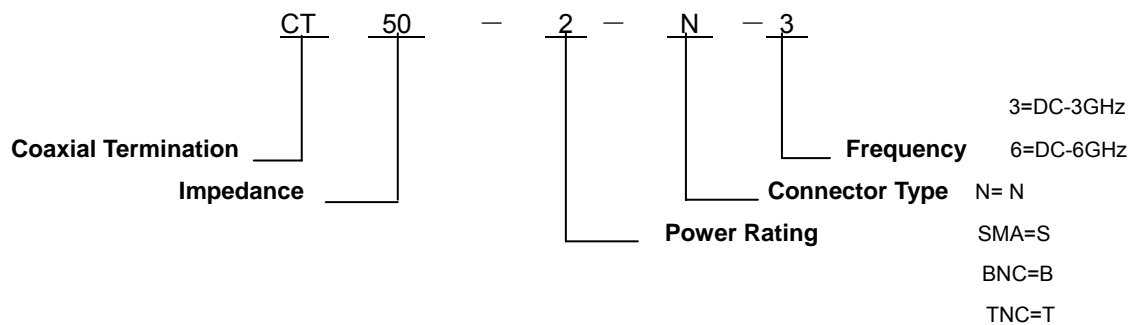 CT 50 — 2 — N — 3
3=DC-3GHz
Coaxial Termination Frequency 6=DC-6GHz
Impedance Connector Type N= N
Power Rating SMA=S
BNC=B
TNC=T